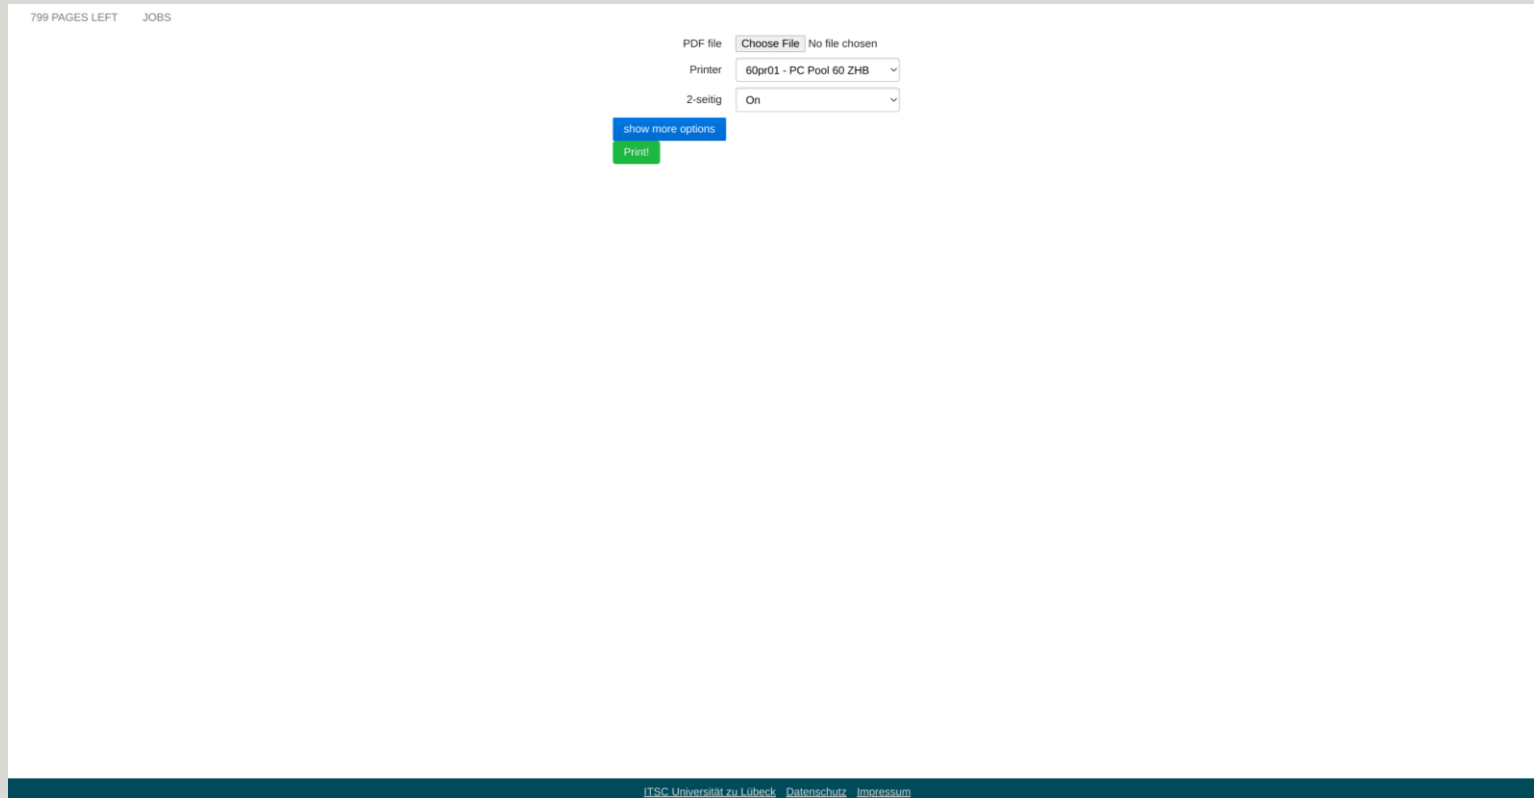 799 PAGES LEFT JOBS
PDF file Choose File No file chosen
Printer 60pr01 - PC Pool 60 ZHB
2-seitig On
show more options
Print!
ITSC Universität zu Lübeck Datenschutz Impressum